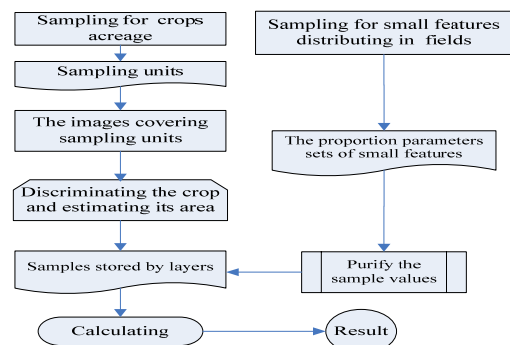 Sampling for crops
acreage
Sampling units
The images covering
sampling units
Discriminating the crop
and estimating its area
Samples stored by layers
Calculating
Sampling for small features
distributing in fields
The proportion parameters
sets of small features
Purify the
sample values
Result